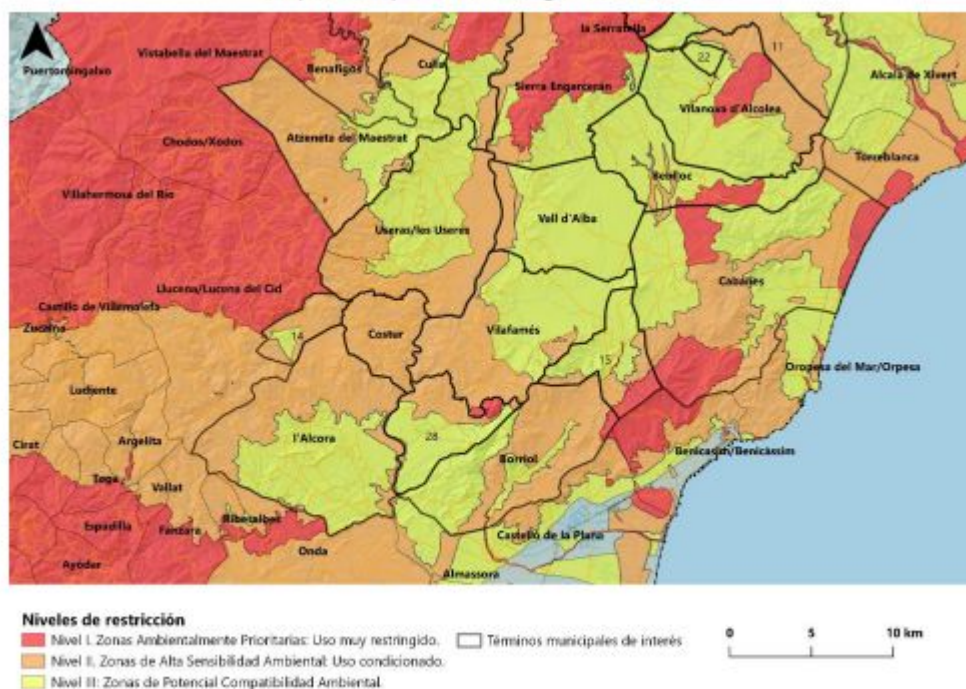 Puertomingalvo
Vistabella del Maestrat
Benafigos
Culla
la Serratella
11
22
Sierra Engarcerán
Alcalà de Xivert
Vilanova d'Alcolea
Chodos/Xodos
Atzeneta del Maestrat
Torreblanca
Benlloc
Villahermosa del Río
Useras/les Useres
Vall d'Alba
Llucena/Lucena del Cid
Cabanes
Castillo de Villamalefa
Zucaina
14
Costur
Vilafamés
15
Oropesa del Mar/Orpesa
Ludiente
l'Alcora
28
Cirat
Argelita
Borriol
Benicasim/Benicàssim
Toga
Vallat
Espadilla
Fanzara
Ribesalbes
Castelló de la Plana
Onda
Ayódar
Almassora
Niveles de restricción
Nivel I. Zonas Ambientalmente Prioritarias: Uso muy restringido.
Términos municipales de interés
0 5 10 km
Nivel II. Zonas de Alta Sensibilidad Ambiental: Uso condicionado.
Nivel III: Zonas de Potencial Compatibilidad Ambiental.